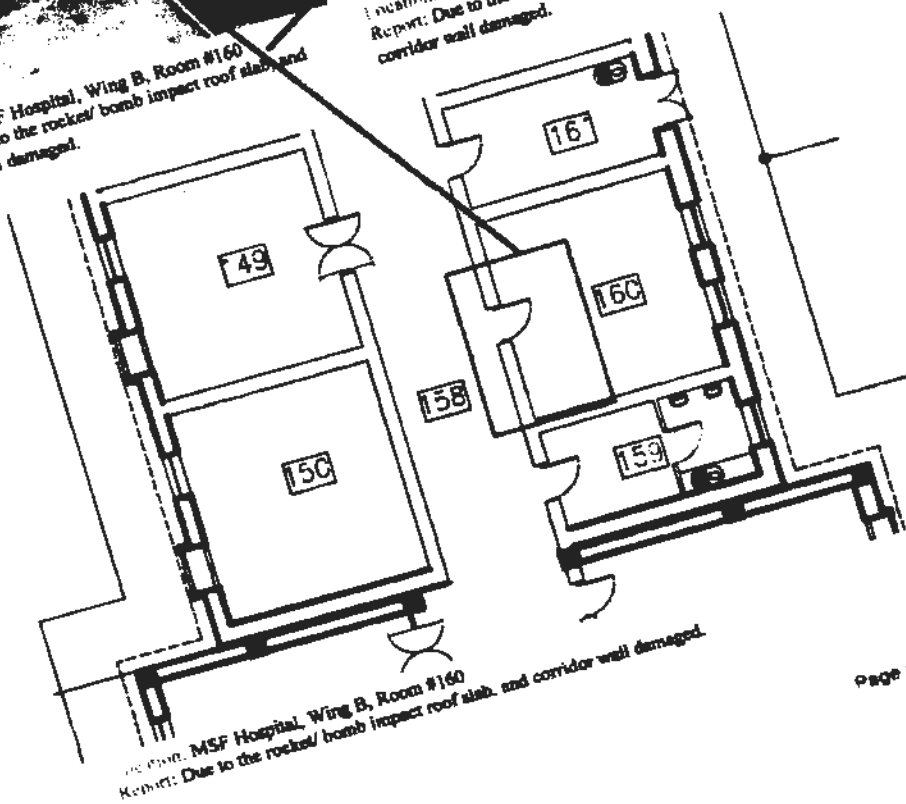 Report: Due to the
corridor wall damaged.
F Hospital, Wing B, Room #160
to the rocket/ bomb impact roof slab, and
damaged.
161
149
160
158
150
159
MSF Hospital, Wing B, Room #160
Report: Due to the rocket/ bomb impact roof slab. and corridor wall damaged.
Page